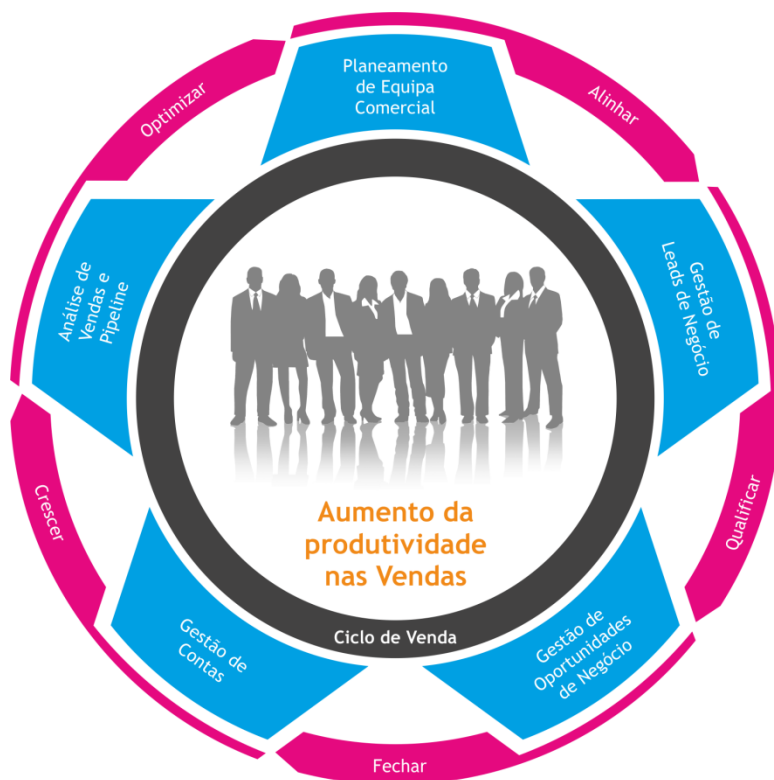 Planeamento
de Equipa
Comercial
Alinhar
Gestão de
Leads de Negócio
Qualificar
Gestão de
Oportunidades
de Negócio
Fechar
Gestão de
Contas
Crescer
Análise de
Vendas e
Pipeline
Optimizar
Aumento da
produtividade
nas Vendas
Ciclo de Venda